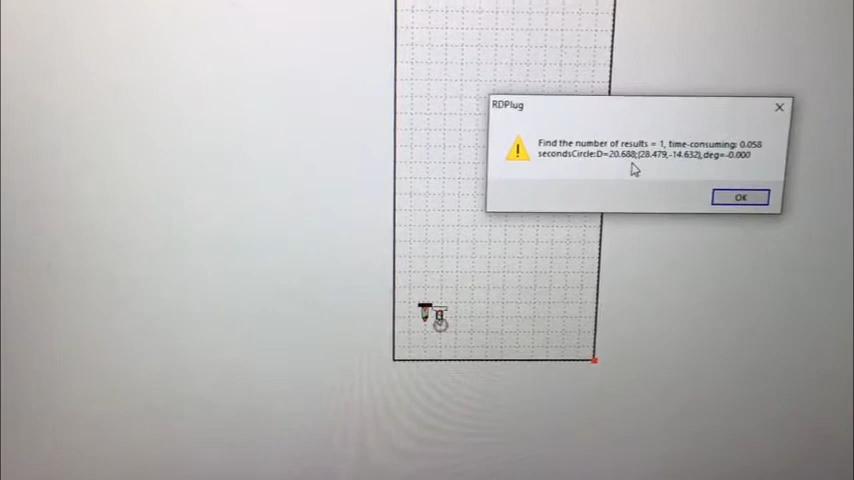 RDPlug
Find the number of results = 1, time-consuming: 0.058
secondsCircle:D=20.688;(28.479,-14.632),deg=-0.000
OK